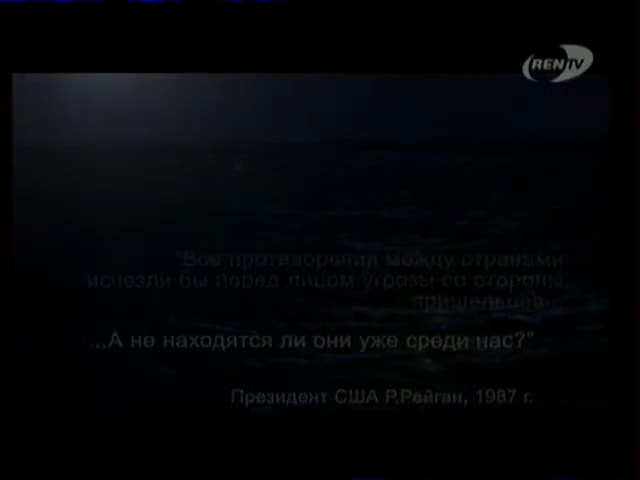 REN TV
"Все противоречия между странами
исчезли бы перед лицом угрозы со стороны
пришельцев...
...А не находятся ли они уже среди нас?"
Президент США Р.Рейган, 1987 г.